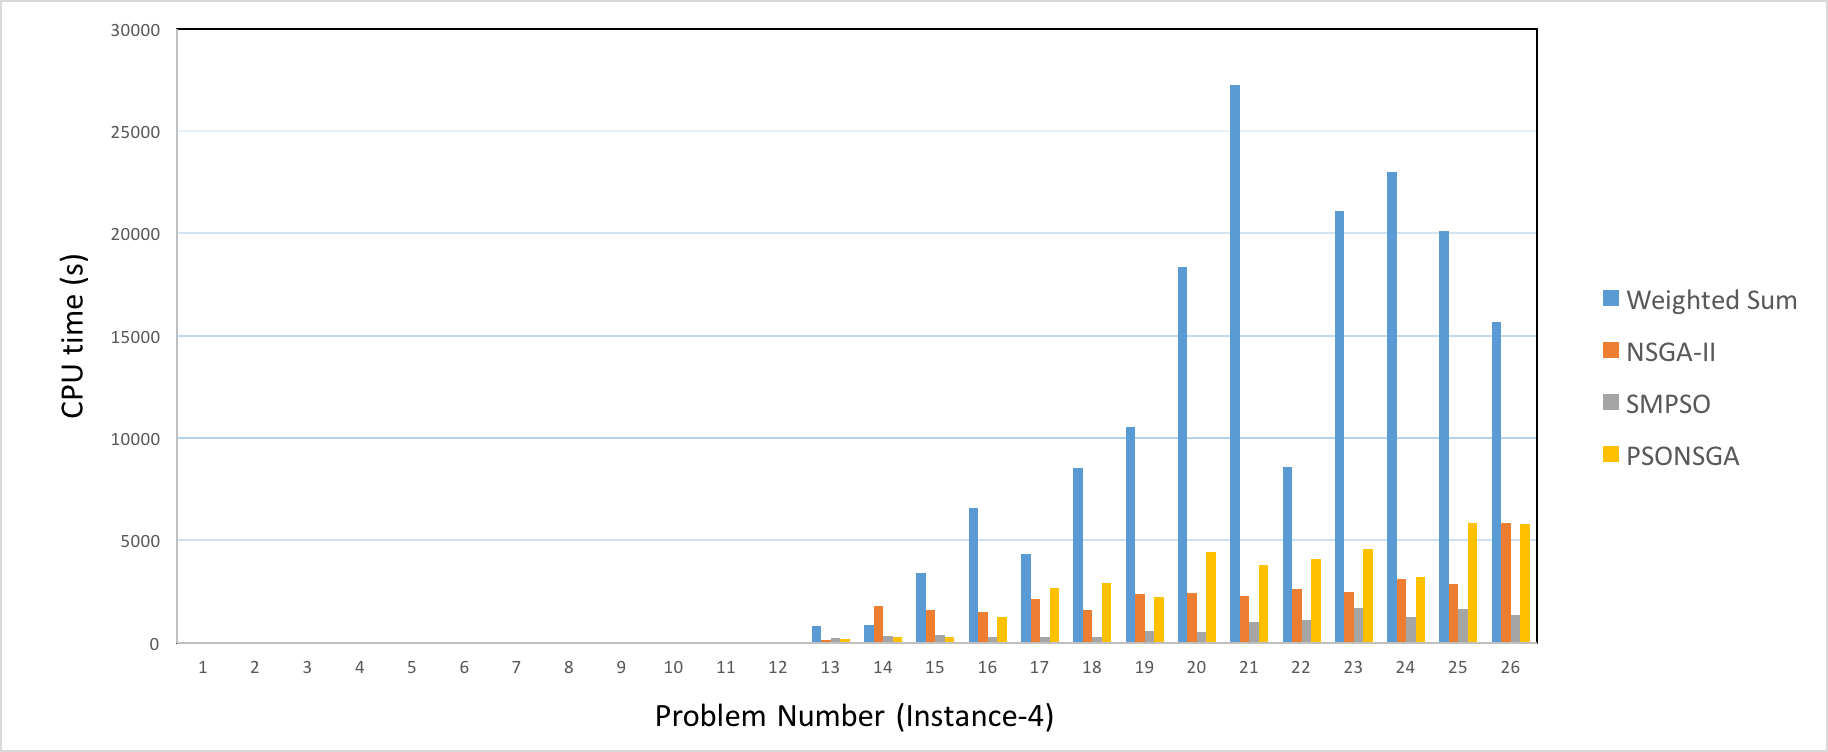 30000
25000
20000
15000
10000
5000
0
CPU time (s)
1 2 3 4 5 6 7 8 9 10 11 12 13 14 15 16 17 18 19 20 21 22 23 24 25 26
Problem Number (Instance-4)
Weighted Sum
NSGA-II
SMPSO
PSONSGA